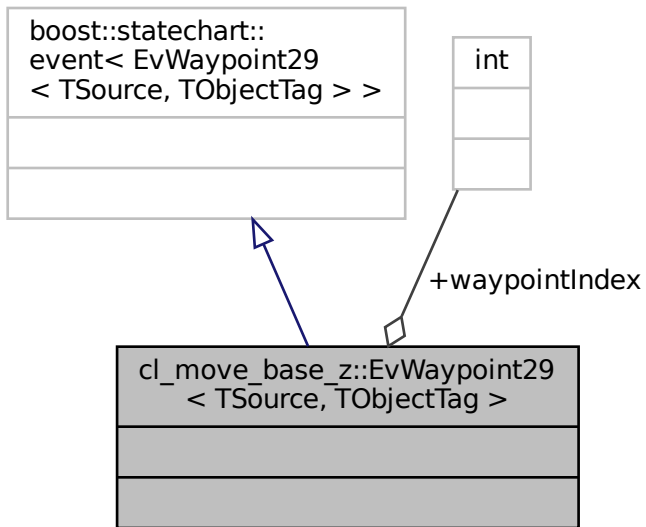 boost::statechart::
event< EvWaypoint29
< TSource, TObjectTag > >
int
+waypointIndex
cl_move_base_z::EvWaypoint29
< TSource, TObjectTag >